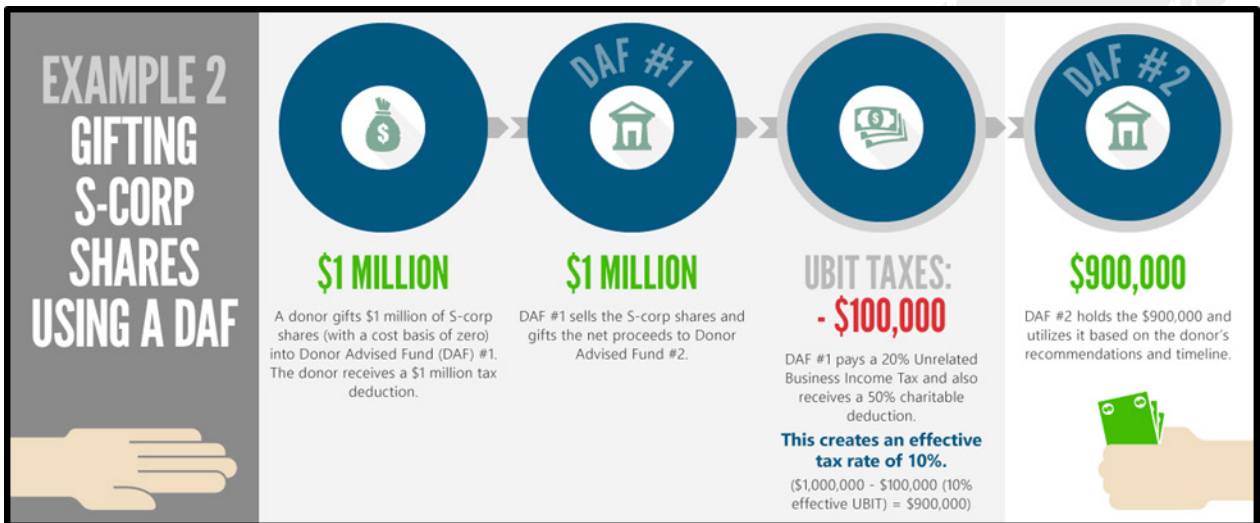 EXAMPLE 2
GIFTING
S-CORP
SHARES
USING A DAF
$
$1 MILLION
A donor gifts $1 million of S-corp
shares (with a cost basis of zero)
into Donor Advised Fund (DAF) #1.
The donor receives a $1 million tax
deduction.
DAF #1
$1 MILLION
DAF #1 sells the S-corp shares and
gifts the net proceeds to Donor
Advised Fund #2.
$
UBIT TAXES:
- $100,000
DAF #1 pays a 20% Unrelated
Business Income Tax and also
receives a 50% charitable
deduction.
This creates an effective
tax rate of 10%.
($1,000,000 - $100,000 (10%
effective UBIT) = $900,000)
DAF #2
$900,000
DAF #2 holds the $900,000 and
utilizes it based on the donor's
recommendations and timeline.
$ $